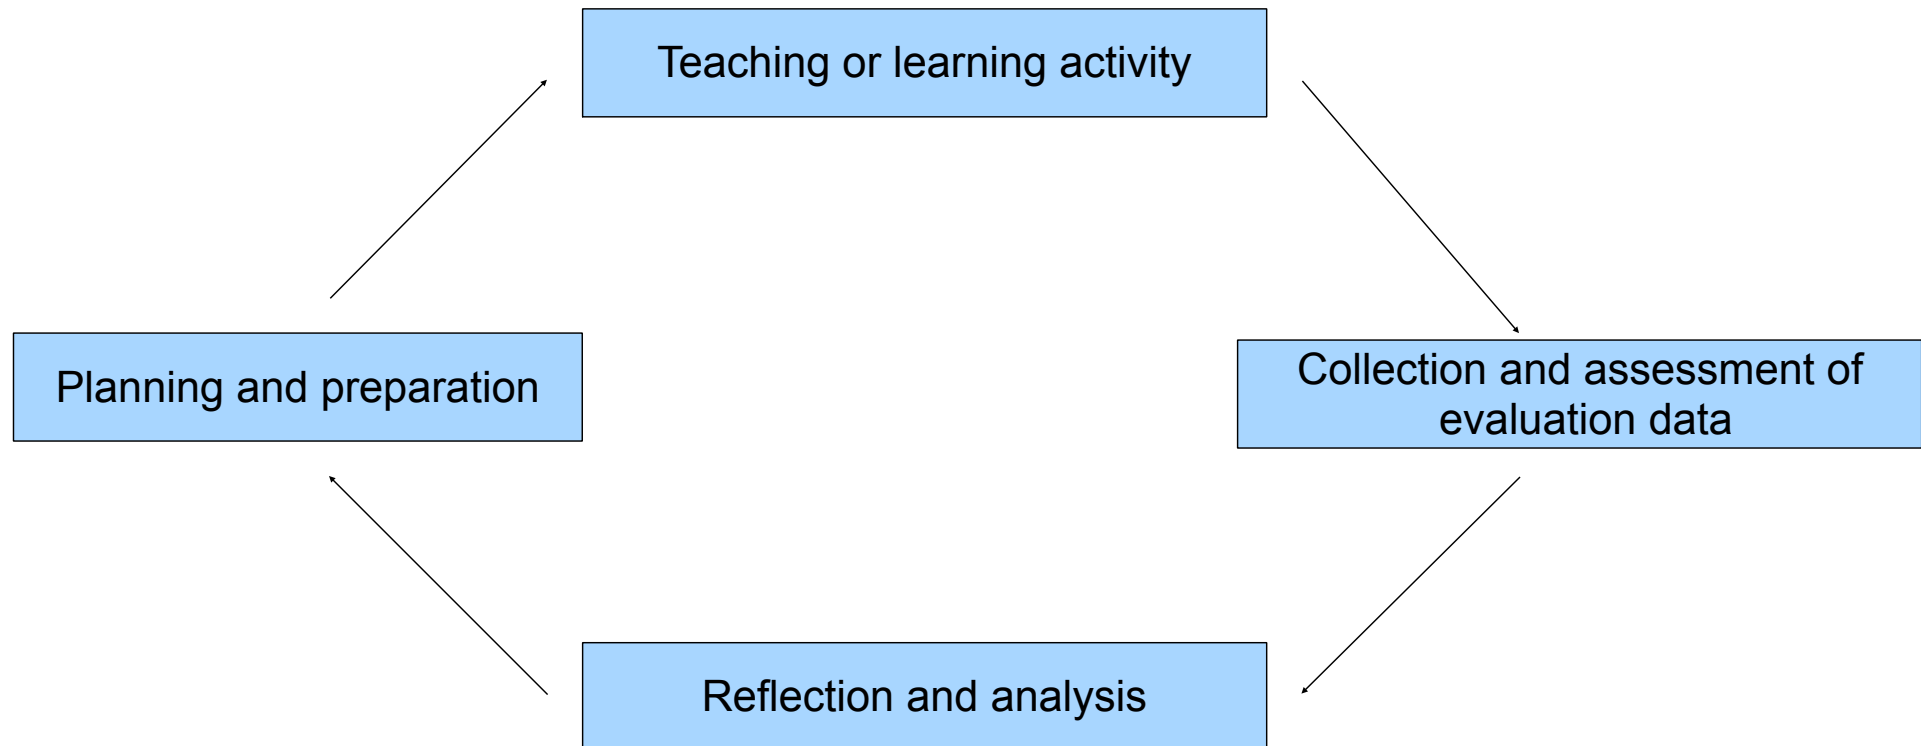 Teaching or learning activity
Planning and preparation
Collection and assessment of
evaluation data
Reflection and analysis